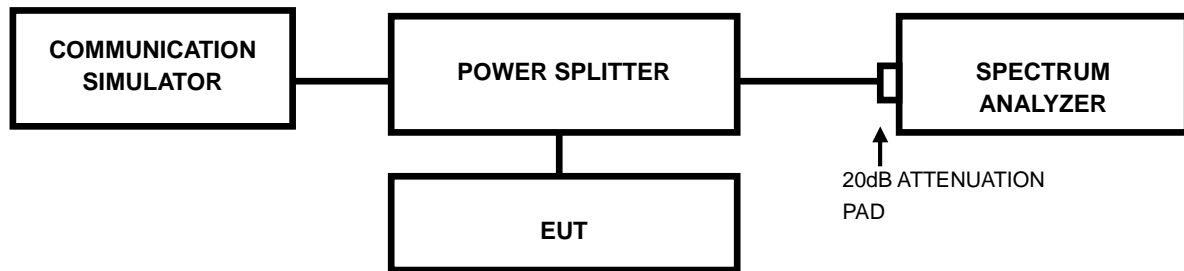 COMMUNICATION
SIMULATOR
POWER SPLITTER
SPECTRUM
ANALYZER
20dB ATTENUATION
PAD
EUT